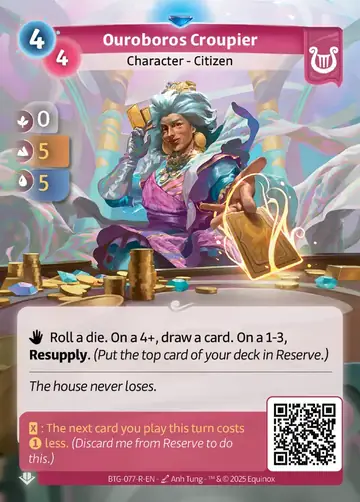 4
Ouroboros Croupier
4
Character - Citizen
0
5
5
Roll a die. On a 4+, draw a card. On a 1-3,
Resupply. (Put the top card of your deck in Reserve.)
The house never loses.
X : The next card you play this turn costs
1 less. (Discard me from Reserve to do
this.)
BTG-077-R-EN - Anh Tung - ™ & © 2025 Equinox